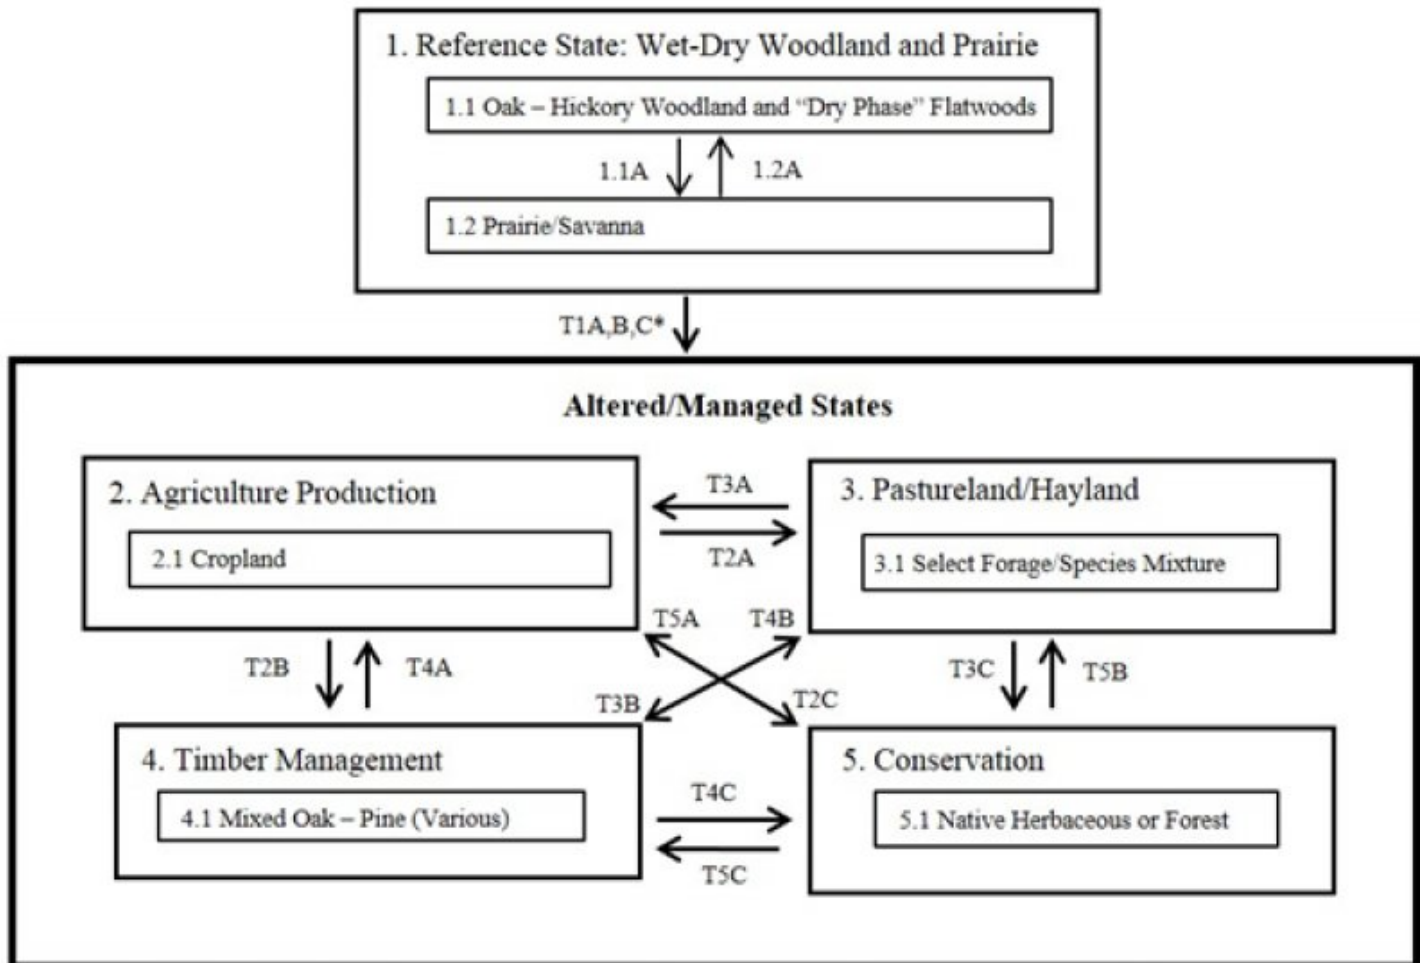 1. Reference State: Wet-Dry Woodland and Prairie
1.1 Oak – Hickory Woodland and “Dry Phase” Flatwoods
1.1A
1.2A
1.2 Prairie/Savanna
T1A,B,C*
Altered/Managed States
2. Agriculture Production
2.1 Cropland
T3A
T2A
3. Pastureland/Hayland
3.1 Select Forage/Species Mixture
T2B
T4A
T5A
T4B
T3B
T2C
T3C
T5B
4. Timber Management
4.1 Mixed Oak – Pine (Various)
T4C
T5C
5. Conservation
5.1 Native Herbaceous or Forest